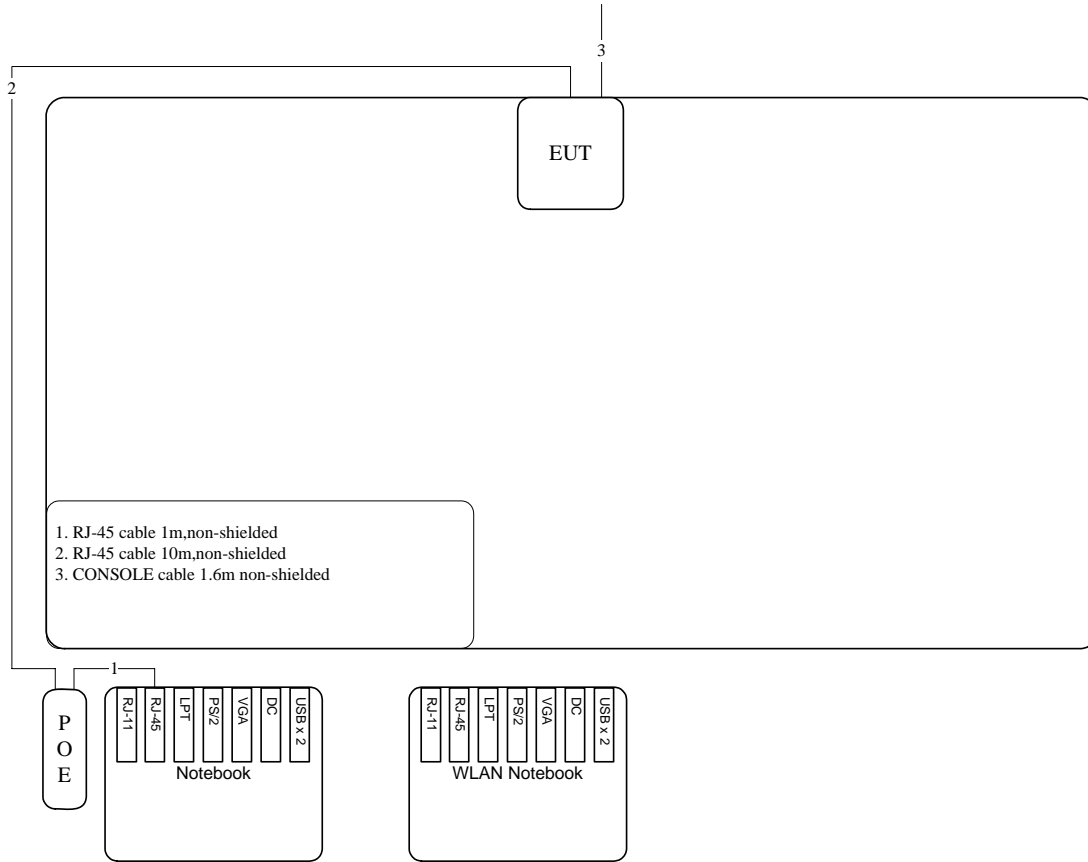 3
2
EUT
1. RJ-45 cable 1m,non-shielded
2. RJ-45 cable 10m,non-shielded
3. CONSOLE cable 1.6m non-shielded
1
P
O
E
RJ-11
RJ-45
LPT
PS/2
VGA
DC
USB x 2
Notebook
RJ-11
RJ-45
LPT
PS/2
VGA
DC
USB x 2
WLAN Notebook